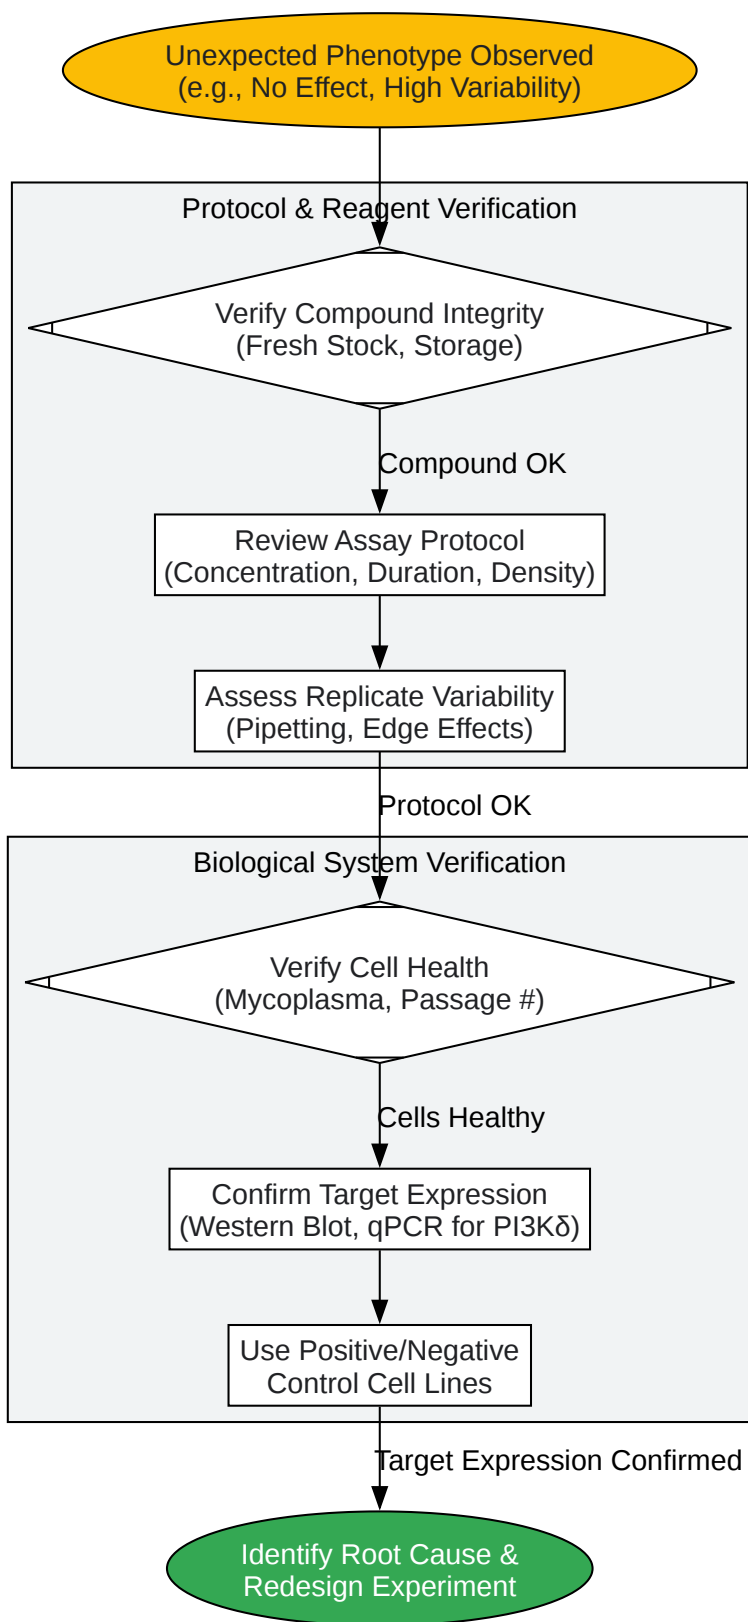 Unexpected Phenotype Observed
(e.g., No Effect, High Variability)
Protocol & Reagent Verification
Verify Compound Integrity
(Fresh Stock, Storage)
Compound OK
Review Assay Protocol
(Concentration, Duration, Density)
Assess Replicate Variability
(Pipetting, Edge Effects)
Protocol OK
Biological System Verification
Verify Cell Health
(Mycoplasma, Passage #)
Cells Healthy
Confirm Target Expression
(Western Blot, qPCR for PI3Kδ)
Use Positive/Negative
Control Cell Lines
Target Expression Confirmed
Identify Root Cause &
Redesign Experiment